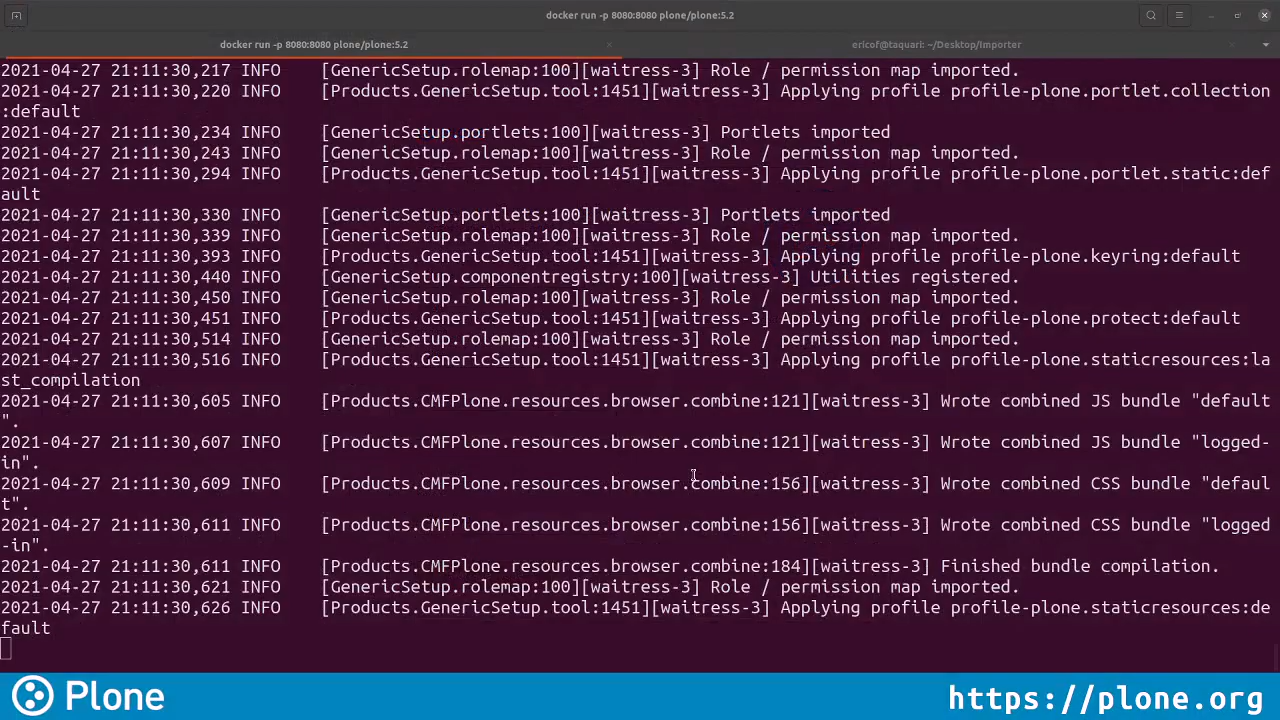 docker run -p 8080:8080 plone/plone:5.2
docker run -p 8080:8080 plone/plone:5.2
ericof@taquari: ~/Desktop/Importer
2021-04-27 21:11:30,217 INFO    [GenericSetup.rolemap:100][waitress-3] Role / permission map imported.
2021-04-27 21:11:30,220 INFO    [Products.GenericSetup.tool:1451][waitress-3] Applying profile profile-plone.portlet.collection
:default
2021-04-27 21:11:30,234 INFO    [GenericSetup.portlets:100][waitress-3] Portlets imported
2021-04-27 21:11:30,243 INFO    [GenericSetup.rolemap:100][waitress-3] Role / permission map imported.
2021-04-27 21:11:30,294 INFO    [Products.GenericSetup.tool:1451][waitress-3] Applying profile profile-plone.portlet.static:def
ault
2021-04-27 21:11:30,330 INFO    [GenericSetup.portlets:100][waitress-3] Portlets imported
2021-04-27 21:11:30,339 INFO    [GenericSetup.rolemap:100][waitress-3] Role / permission map imported.
2021-04-27 21:11:30,393 INFO    [Products.GenericSetup.tool:1451][waitress-3] Applying profile profile-plone.keyring:default
2021-04-27 21:11:30,440 INFO    [GenericSetup.componentregistry:100][waitress-3] Utilities registered.
2021-04-27 21:11:30,450 INFO    [GenericSetup.rolemap:100][waitress-3] Role / permission map imported.
2021-04-27 21:11:30,451 INFO    [Products.GenericSetup.tool:1451][waitress-3] Applying profile profile-plone.protect:default
2021-04-27 21:11:30,514 INFO    [GenericSetup.rolemap:100][waitress-3] Role / permission map imported.
2021-04-27 21:11:30,516 INFO    [Products.GenericSetup.tool:1451][waitress-3] Applying profile profile-plone.staticresources:la
st_compilation
2021-04-27 21:11:30,605 INFO    [Products.CMFPlone.resources.browser.combine:121][waitress-3] Wrote combined JS bundle "default
".
2021-04-27 21:11:30,607 INFO    [Products.CMFPlone.resources.browser.combine:121][waitress-3] Wrote combined JS bundle "logged-
in".
2021-04-27 21:11:30,609 INFO    [Products.CMFPlone.resources.browser.combine:156][waitress-3] Wrote combined CSS bundle "defaul
t".
2021-04-27 21:11:30,611 INFO    [Products.CMFPlone.resources.browser.combine:156][waitress-3] Wrote combined CSS bundle "logged
-in".
2021-04-27 21:11:30,611 INFO    [Products.CMFPlone.resources.browser.combine:184][waitress-3] Finished bundle compilation.
2021-04-27 21:11:30,621 INFO    [GenericSetup.rolemap:100][waitress-3] Role / permission map imported.
2021-04-27 21:11:30,626 INFO    [Products.GenericSetup.tool:1451][waitress-3] Applying profile profile-plone.staticresources:de
fault
Plone
https://plone.org